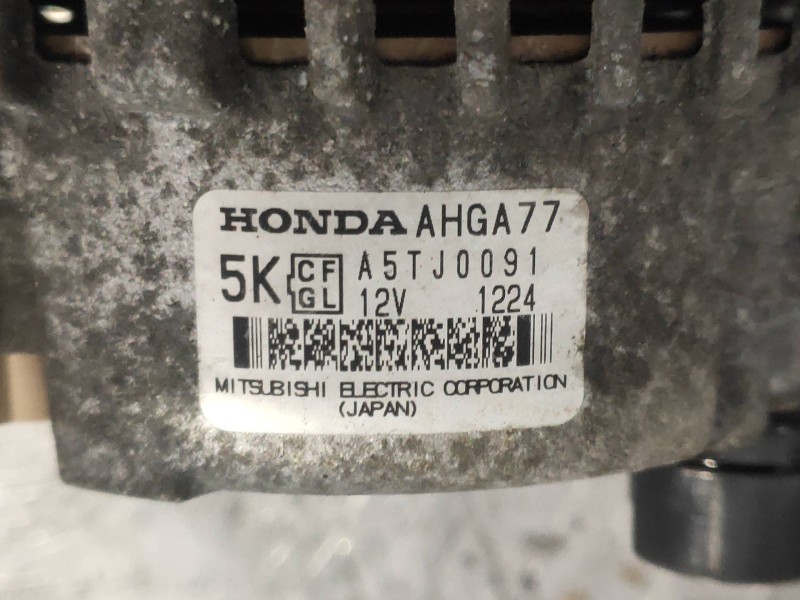 HONDA AHGA77
5K CF GL A5TJ0091
12V 1224
MITSUBISHI ELECTRIC CORPORATION
(JAPAN)